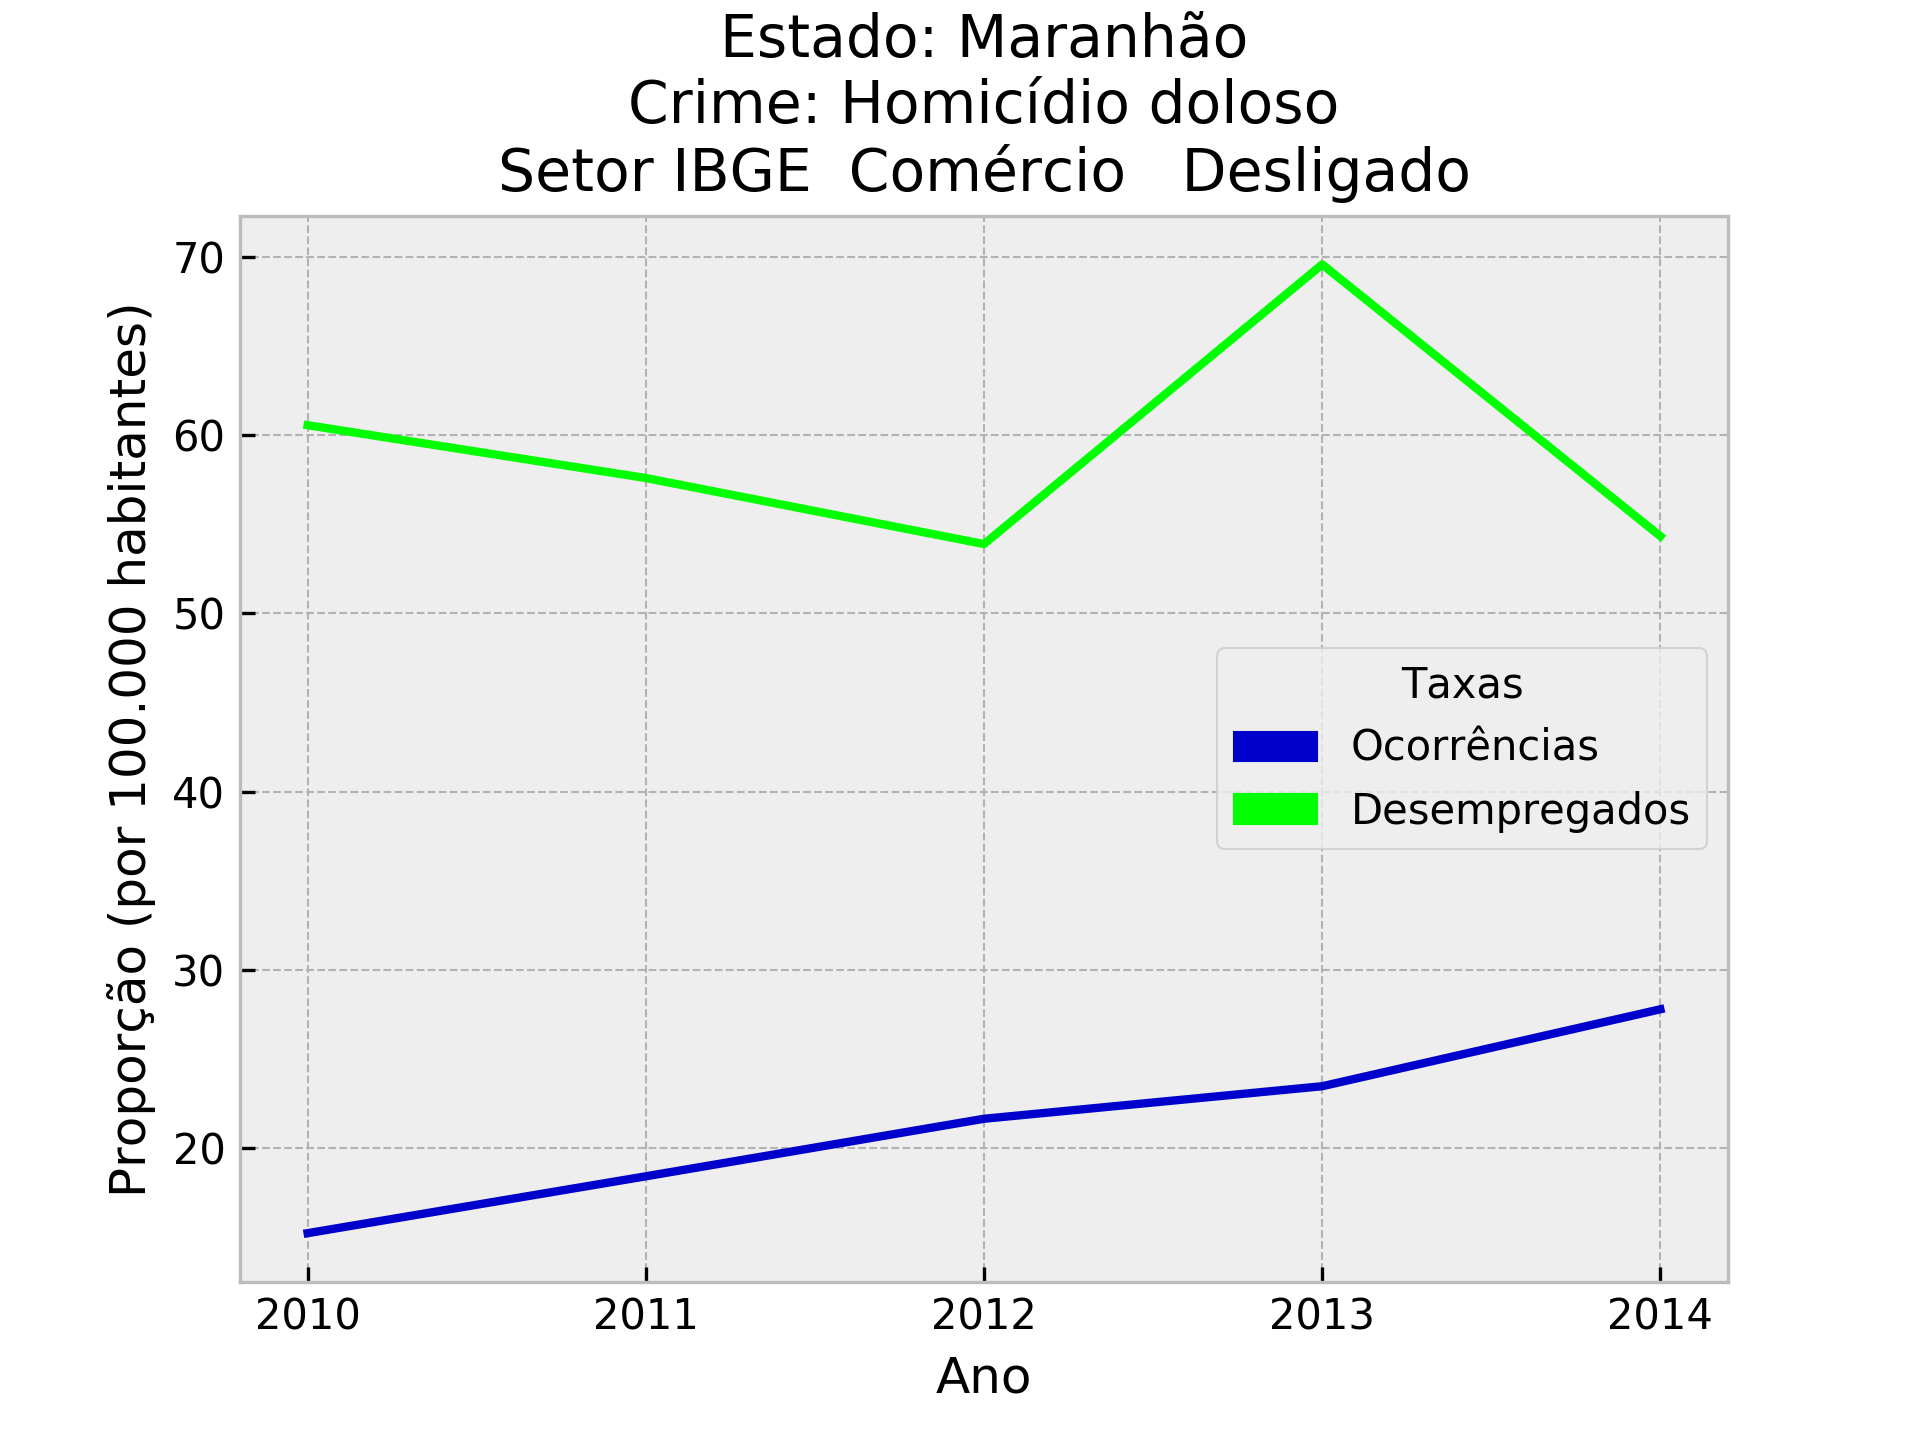 Estado: Maranhão
Crime: Homicídio doloso
Setor IBGE  Comércio   Desligado
Proporção (por 100.000 habitantes)
70
60
50
40
30
20
Taxas
Ocorrências
Desempregados
2010 2011 2012 2013 2014
Ano